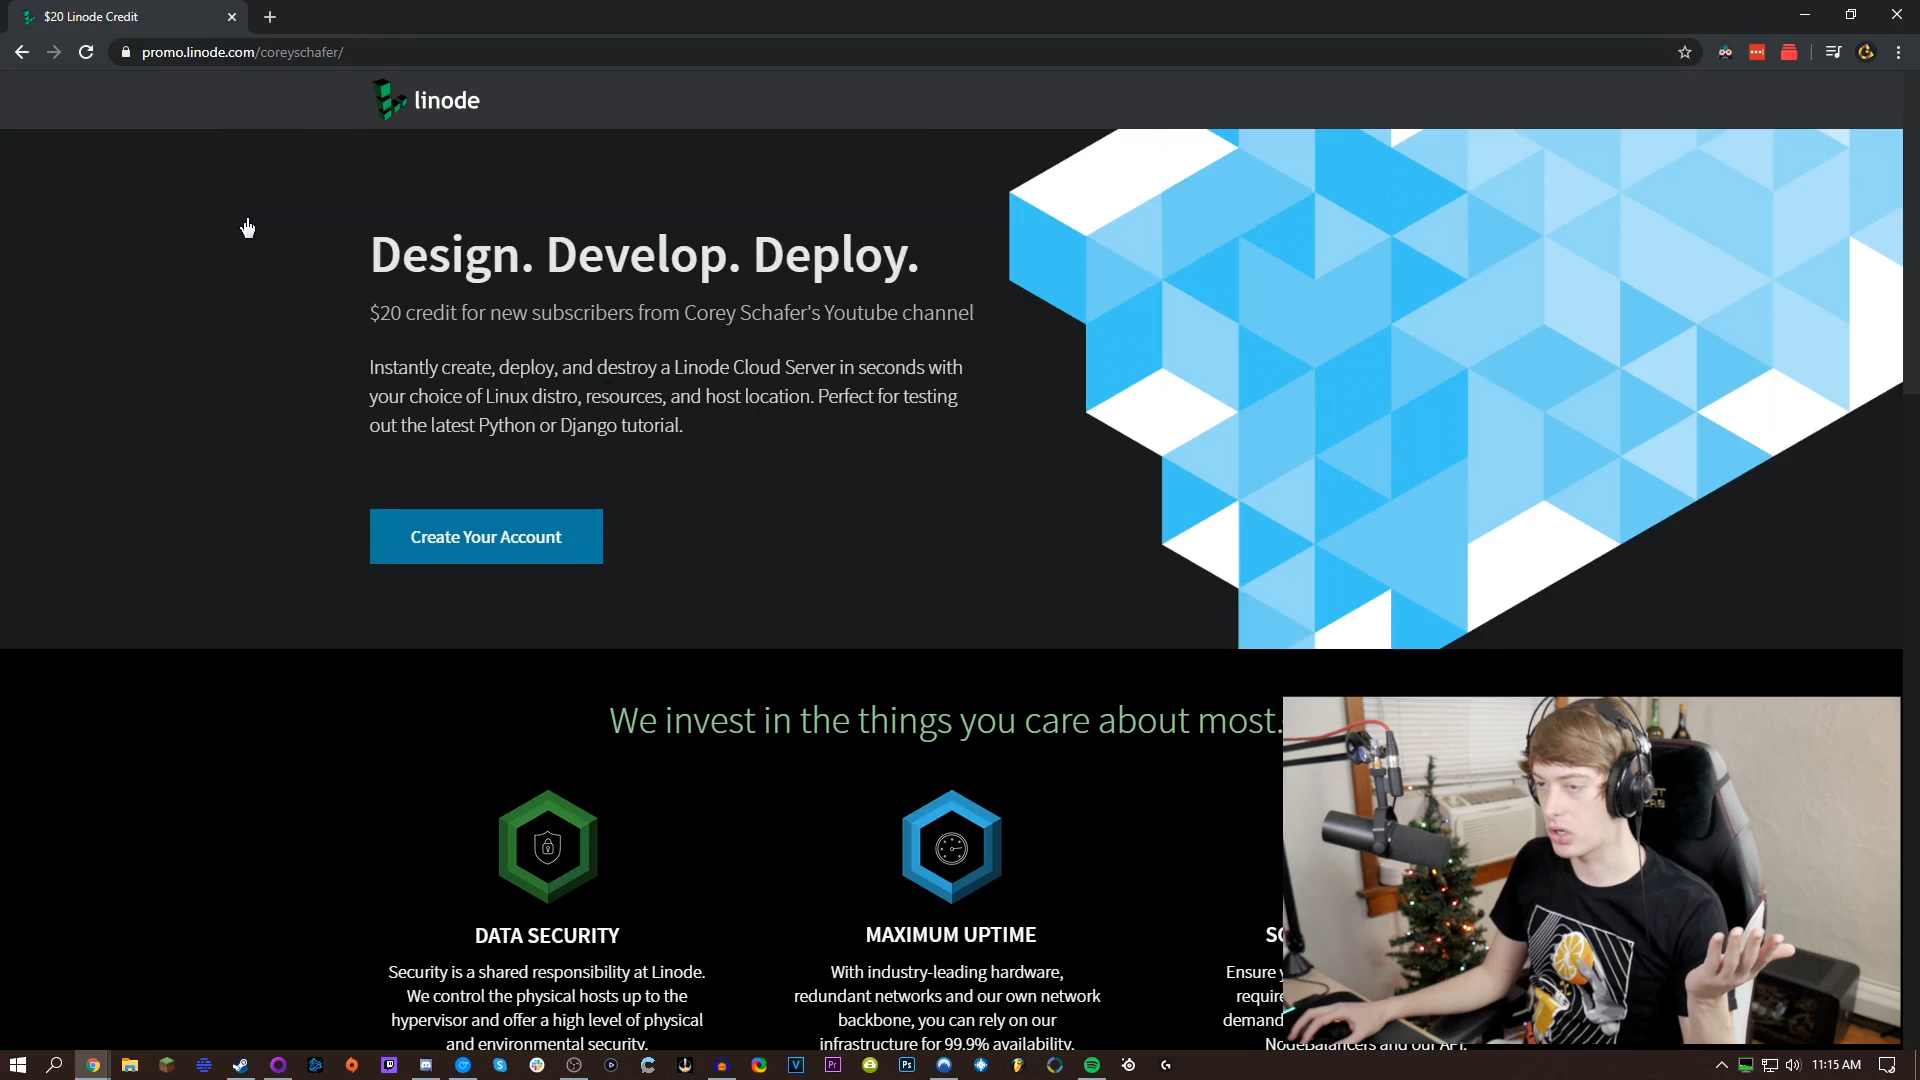 $20 Linode Credit
promo.linode.com/coreyschafer/
linode
Design. Develop. Deploy.
$20 credit for new subscribers from Corey Schafer's Youtube channel
Instantly create, deploy, and destroy a Linode Cloud Server in seconds with
your choice of Linux distro, resources, and host location. Perfect for testing
out the latest Python or Django tutorial.
Create Your Account
We invest in the things you care about most.
DATA SECURITY
Security is a shared responsibility at Linode.
We control the physical hosts up to the
hypervisor and offer a high level of physical
and environmental security.
MAXIMUM UPTIME
With industry-leading hardware,
redundant networks and our own network
backbone, you can rely on our
infrastructure for 99.9% availability.
Ensure
NodeBalancers and our API.
11:15 AM